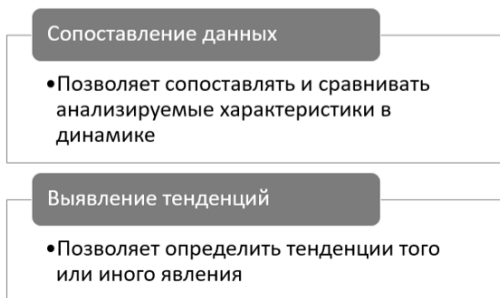 Сопоставление данных
•Позволяет сопоставлять и сравнивать
анализируемые характеристики в
динамике
Выявление тенденций
•Позволяет определить тенденции того
или иного явления